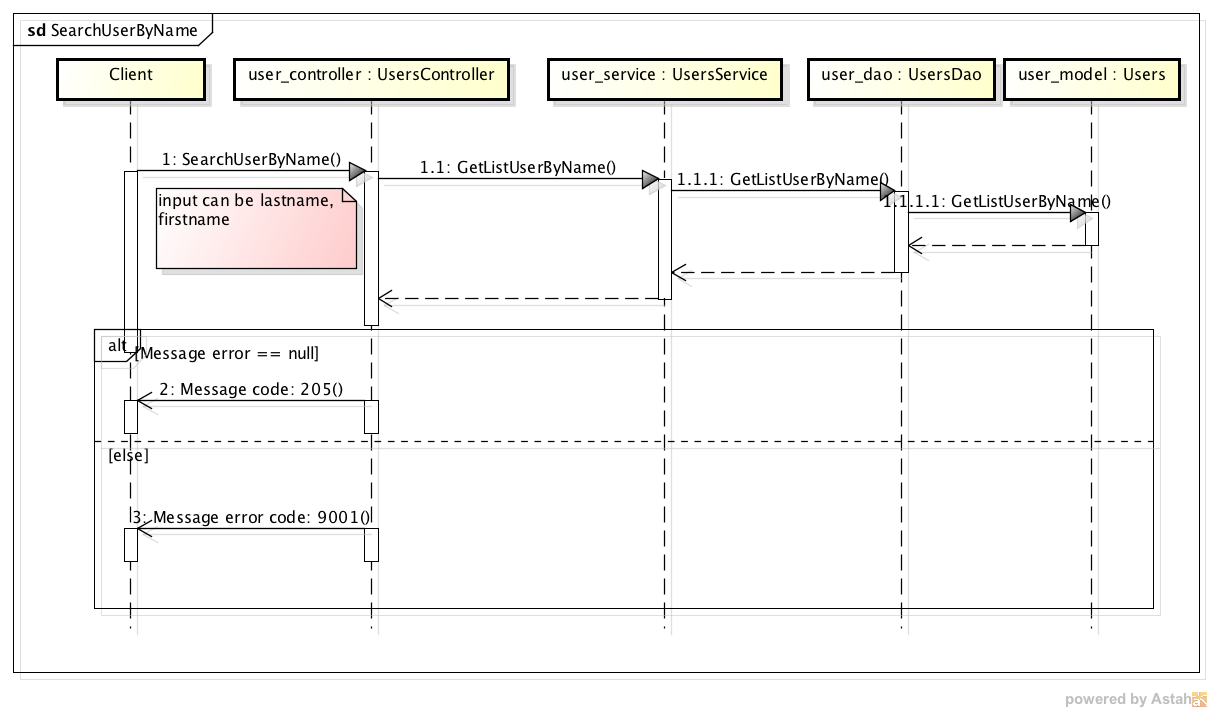 sd SearchUserByName
Client
user_controller : UsersController
user_service : UsersService
user_dao : UsersDao
user_model : Users
1: SearchUserByName()
1.1: GetListUserByName()
1.1.1: GetListUserByName()
1.1.1.1: GetListUserByName()
input can be lastname,
firstname
alt
[Message error == null]
2: Message code: 205()
[else]
3: Message error code: 9001()
powered by Astah